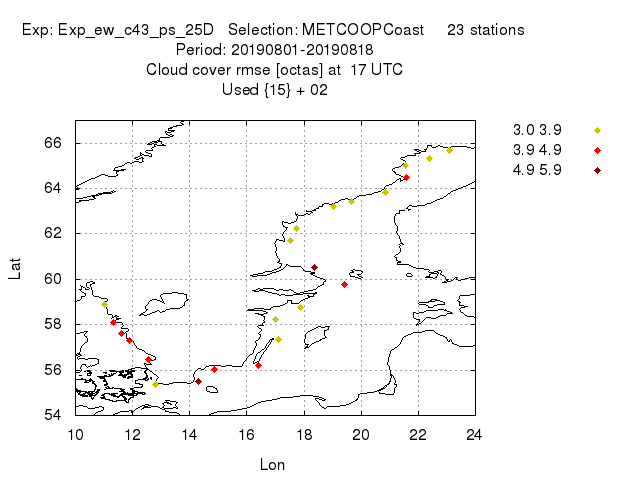 Exp: Exp_ew_c43_ps_25D Selection: METCOOPCoast 23 stations
Period: 20190801-20190818
Cloud cover rmse [octas] at 17 UTC
Used {15} + 02
3.0 3.9
3.9 4.9
4.9 5.9
66
64
62
60
58
56
54
Lat
10 12 14 16 18 20 22 24
Lon